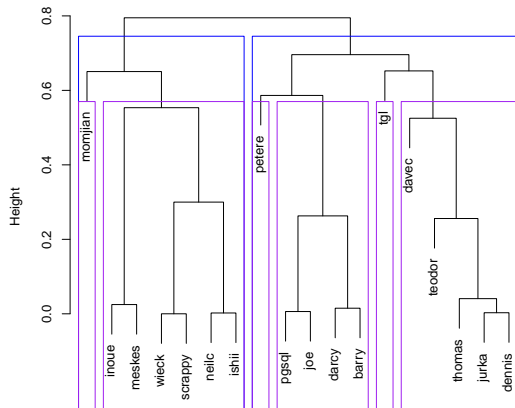 Height
0.8
0.6
0.4
0.2
0.0
momjian
inoue
meskes
wieck
scrappy
neilc
ishii
petere
pgsql
joe
darcy
barry
tgl
davec
teodor
thomas
jurka
dennis